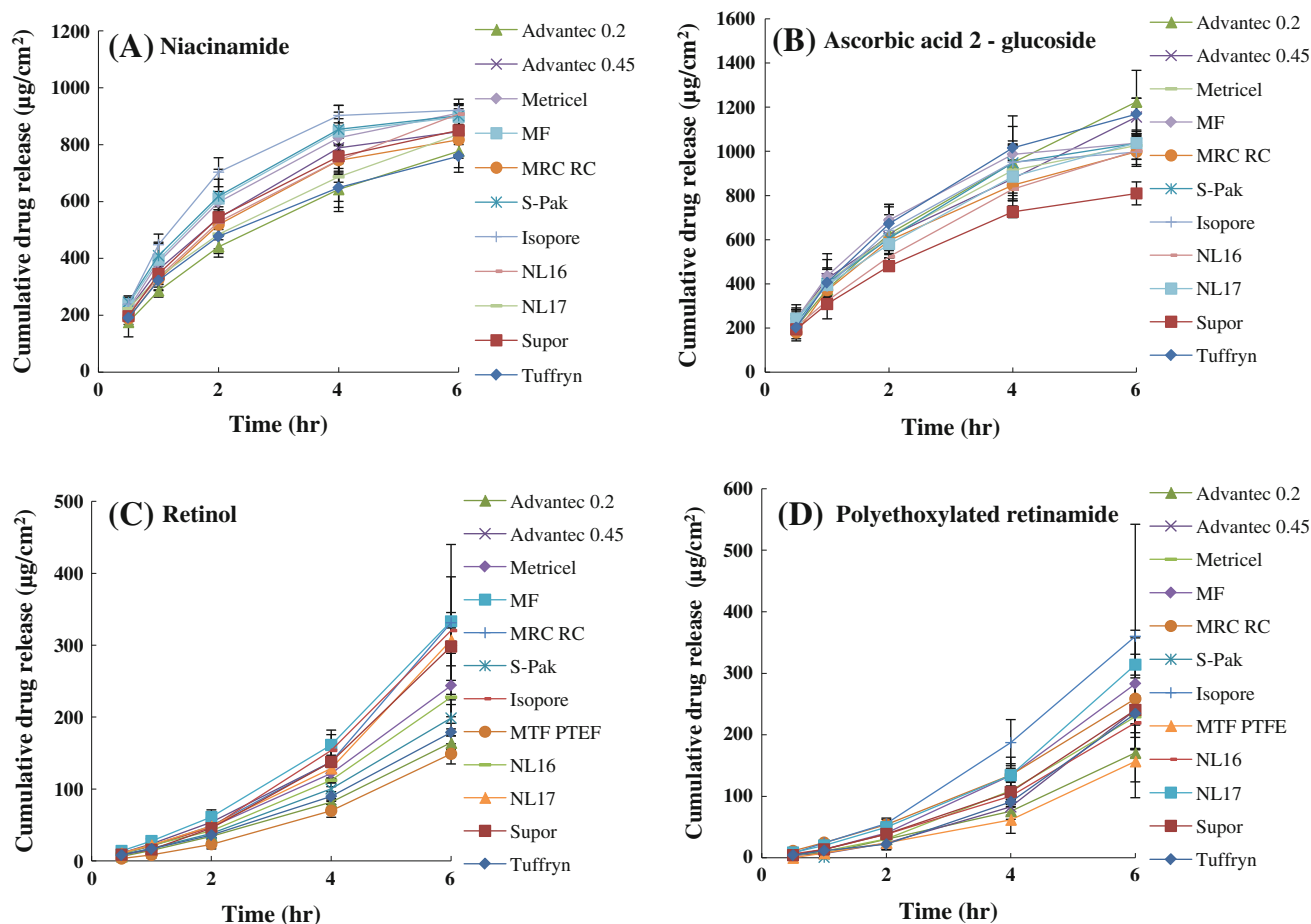 (A) Niacinamide
Cumulative drug release (µg/cm²)
1200
1000
800
600
400
200
0
0
2
4
6
Time (hr)
Advantec 0.2
Advantec 0.45
Metricel
MF
MRC RC
S-Pak
Isopore
NL16
NL17
Supor
Tuffryn
(B) Ascorbic acid 2 - glucoside
Cumulative drug release (µg/cm²)
1600
1400
1200
1000
800
600
400
200
0
0
2
4
6
Time (hr)
Advantec 0.2
Advantec 0.45
Metricel
MF
MRC RC
S-Pak
Isopore
NL16
NL17
Supor
Tuffryn
(C) Retinol
Cumulative drug release (µg/cm²)
500
400
300
200
100
0
0
2
4
6
Time (hr)
Advantec 0.2
Advantec 0.45
Metricel
MF
MRC RC
S-Pak
Isopore
MTF PTEF
NL16
NL17
Supor
Tuffryn
(D) Polyethoxylated retinamide
Cumulative drug release (µg/cm²)
600
500
400
300
200
100
0
0
2
4
6
Time (hr)
Advantec 0.2
Advantec 0.45
Metricel
MF
MRC RC
S-Pak
Isopore
MTF PTFE
NL16
NL17
Supor
Tuffryn